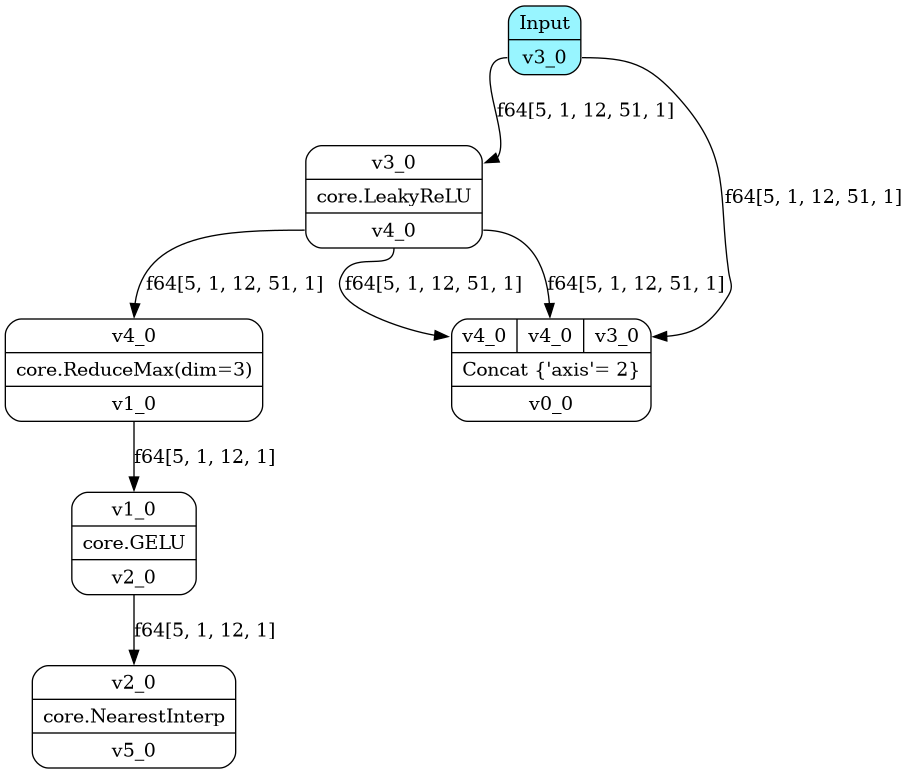 Input
v3_0
f64[5, 1, 12, 51, 1]
f64[5, 1, 12, 51, 1]
v3_0
core.LeakyReLU
v4_0
f64[5, 1, 12, 51, 1]
f64[5, 1, 12, 51, 1]
f64[5, 1, 12, 51, 1]
v4_0
core.ReduceMax(dim=3)
v1_0
v4_0 v4_0 v3_0
Concat {'axis'= 2}
v0_0
f64[5, 1, 12, 1]
v1_0
core.GELU
v2_0
f64[5, 1, 12, 1]
v2_0
core.NearestInterp
v5_0